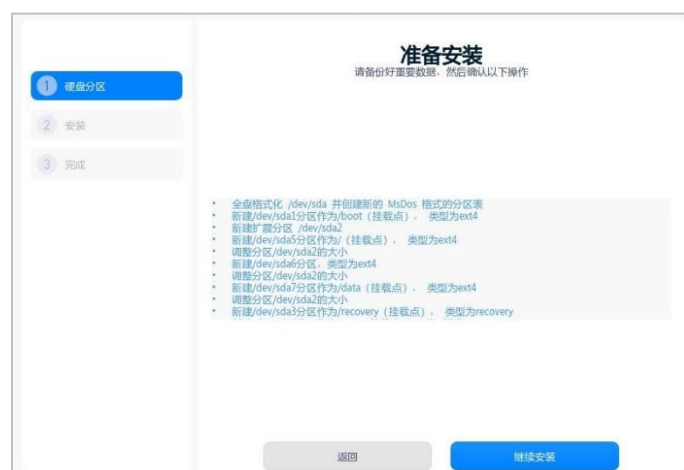 准备安装
请备份好重要数据，然后确认以下操作
1 硬盘分区
2 安装
3 完成
• 全盘格式化 /dev/sda 并创建新的 MsDos 格式的分区表
• 新建/dev/sda1分区作为/boot（挂载点）， 类型为ext4
• 新建扩展分区 /dev/sda2
• 新建/dev/sda5分区作为/（挂载点）， 类型为ext4
• 调整分区/dev/sda2的大小
• 新建/dev/sda6分区，类型为ext4
• 调整分区/dev/sda2的大小
• 新建/dev/sda7分区作为/data（挂载点）， 类型为ext4
• 调整分区/dev/sda2的大小
• 新建/dev/sda3分区作为/recovery（挂载点）， 类型为recovery
返回
继续安装